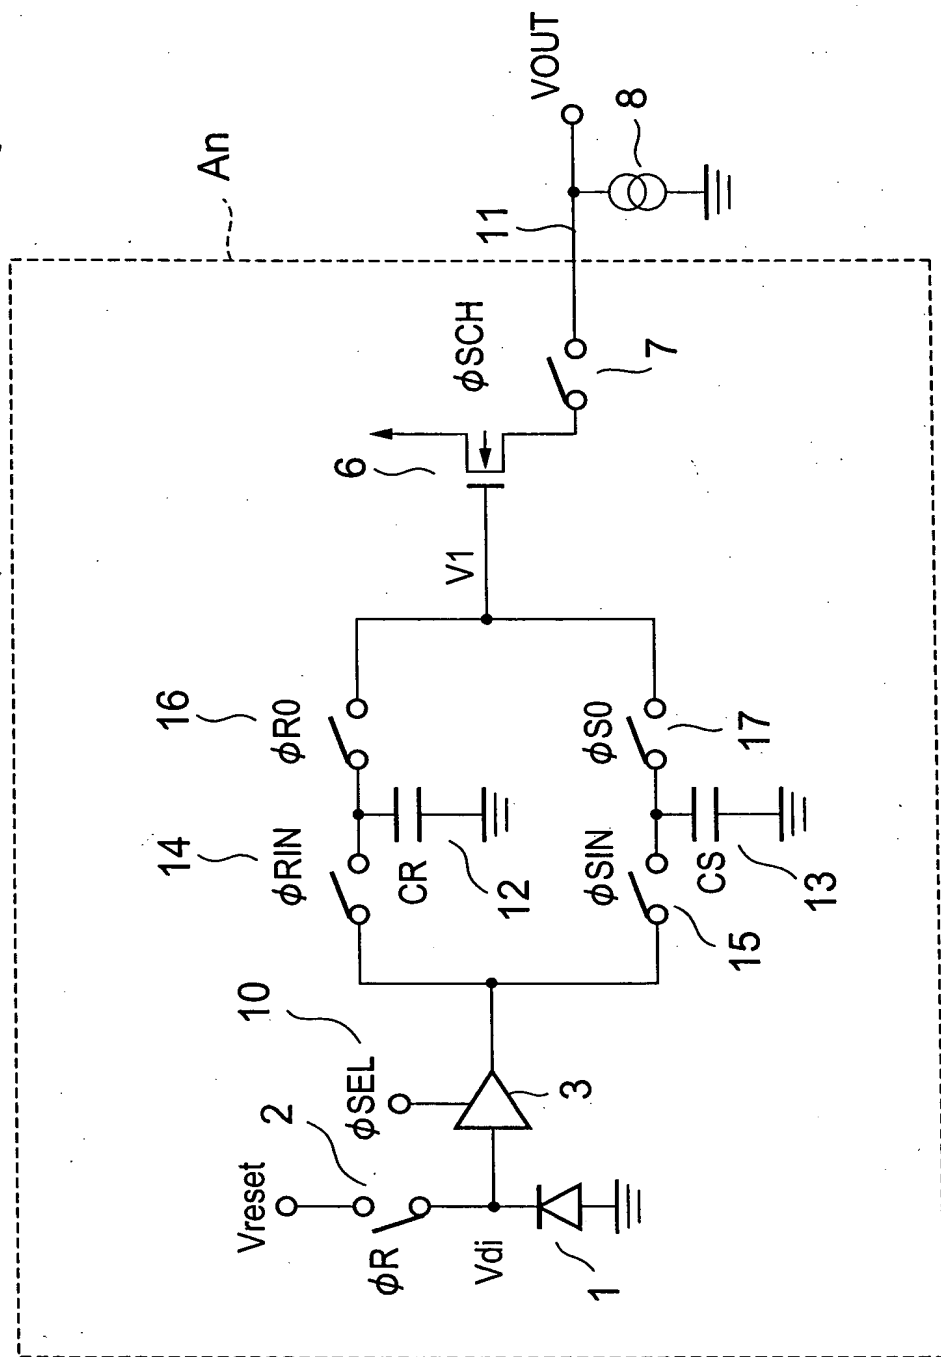 An
Vreset
2
φR
Vdi
1
φSEL
10
3
14
φRIN
CR
12
16
φR0
φSIN
15
CS
13
φS0
17
V1
6
φSCH
7
11
8
VOUT